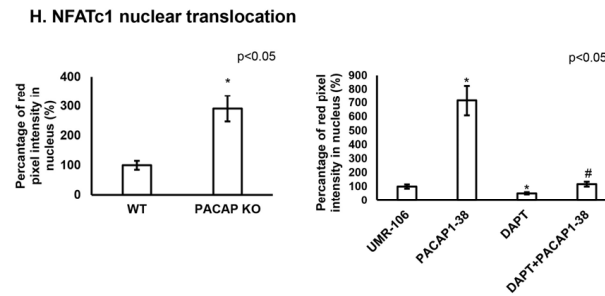 H. NFATc1 nuclear translocation
p<0.05
Percentage of red
pixel intensity in
nucleus (%)
400
300
200
100
0
*
WT
PACAP KO
p<0.05
Percentage of red pixel
intensity in nucleus (%)
900
800
700
600
500
400
300
200
100
0
*
*
#
UMR-106
PACAP1-38
DAPT
DAPT+PACAP1-38